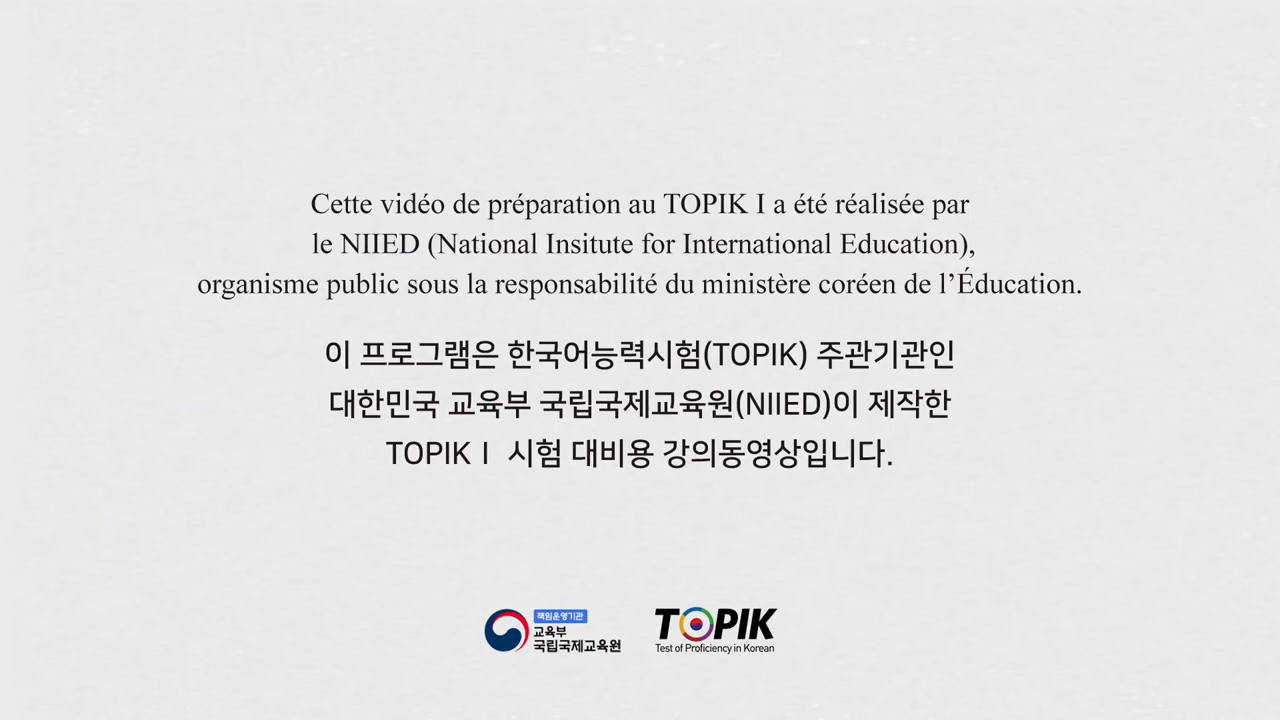 Cette vidéo de préparation au TOPIK I a été réalisée par
le NIIED (National Insitute for International Education),
organisme public sous la responsabilité du ministère coréen de l’Éducation.
이 프로그램은 한국어능력시험(TOPIK) 주관기관인
대한민국 교육부 국립국제교육원(NIIED)이 제작한
TOPIKⅠ 시험 대비용 강의동영상입니다.
책임운영기관
교육부
국립국제교육원
TOPIK
Test of Proficiency in Korean